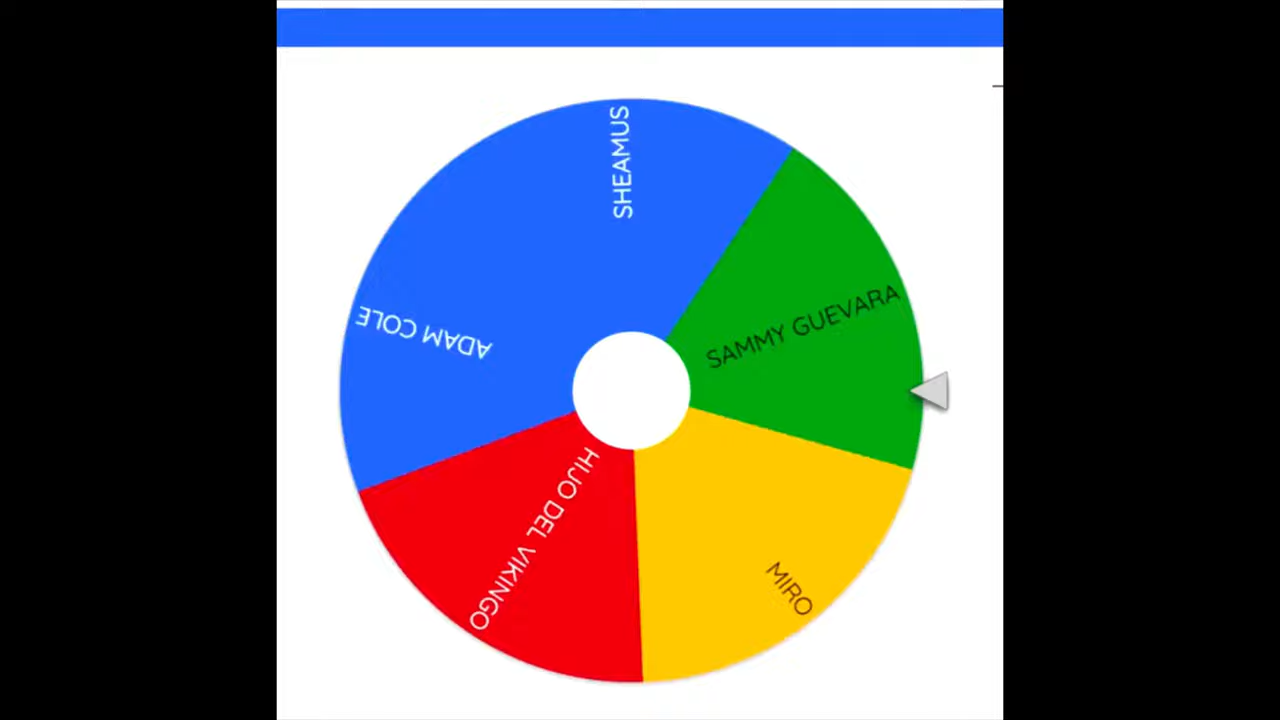 SHEAMUS
SAMMY GUEVARA
ADAM COLE
HIJO DEL VIKINGO
MIRO